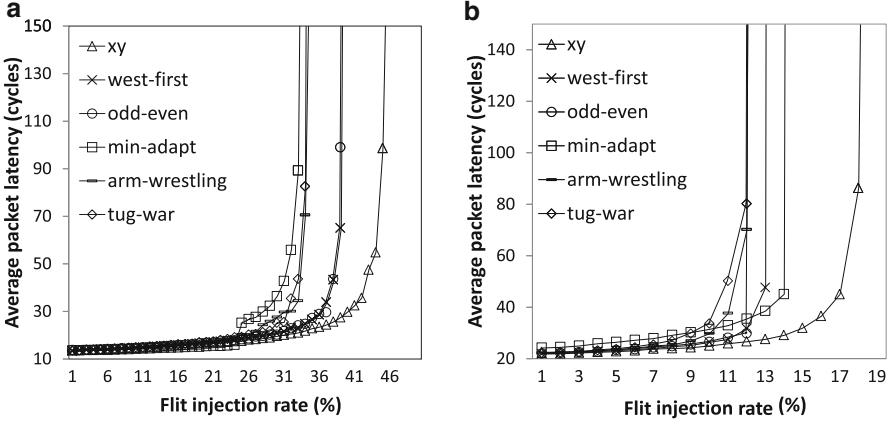 a
Average packet latency (cycles)
150
130
110
90
70
50
30
10
xy
west-first
odd-even
min-adapt
arm-wrestling
tug-war
1 6 11 16 21 26 31 36 41 46
Flit injection rate (%)
b
Average packet latency (cycles)
140
120
100
80
60
40
20
xy
west-first
odd-even
min-adapt
arm-wrestling
tug-war
1 3 5 7 9 11 13 15 17 19
Flit injection rate (%)